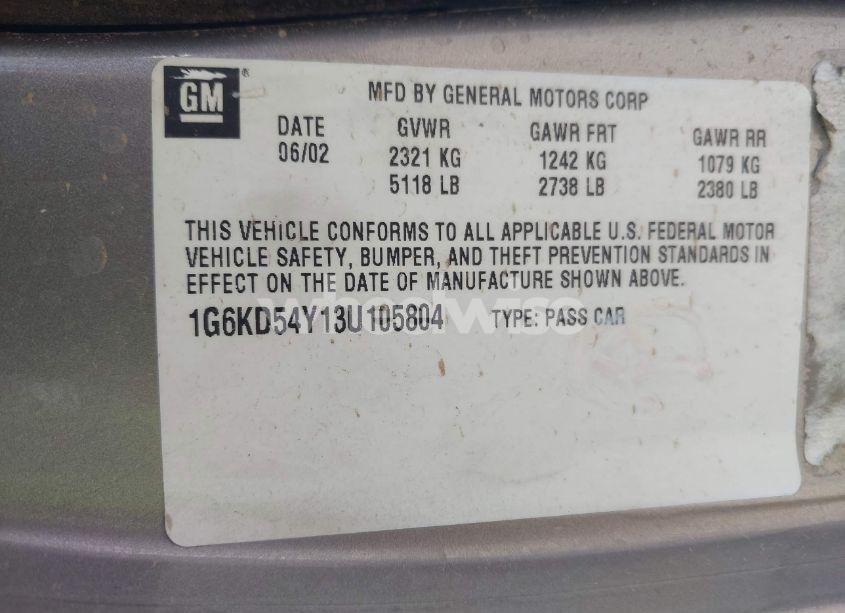 GM
®
MFD BY GENERAL MOTORS CORP
DATE GVWR GAWR FRT GAWR RR
06/02 2321 KG 1242 KG 1079 KG
5118 LB 2738 LB 2380 LB
THIS VEHICLE CONFORMS TO ALL APPLICABLE U.S. FEDERAL MOTOR
VEHICLE SAFETY, BUMPER, AND THEFT PREVENTION STANDARDS IN
EFFECT ON THE DATE OF MANUFACTURE SHOWN ABOVE.
1G6KD54Y13U105804 TYPE: PASS CAR